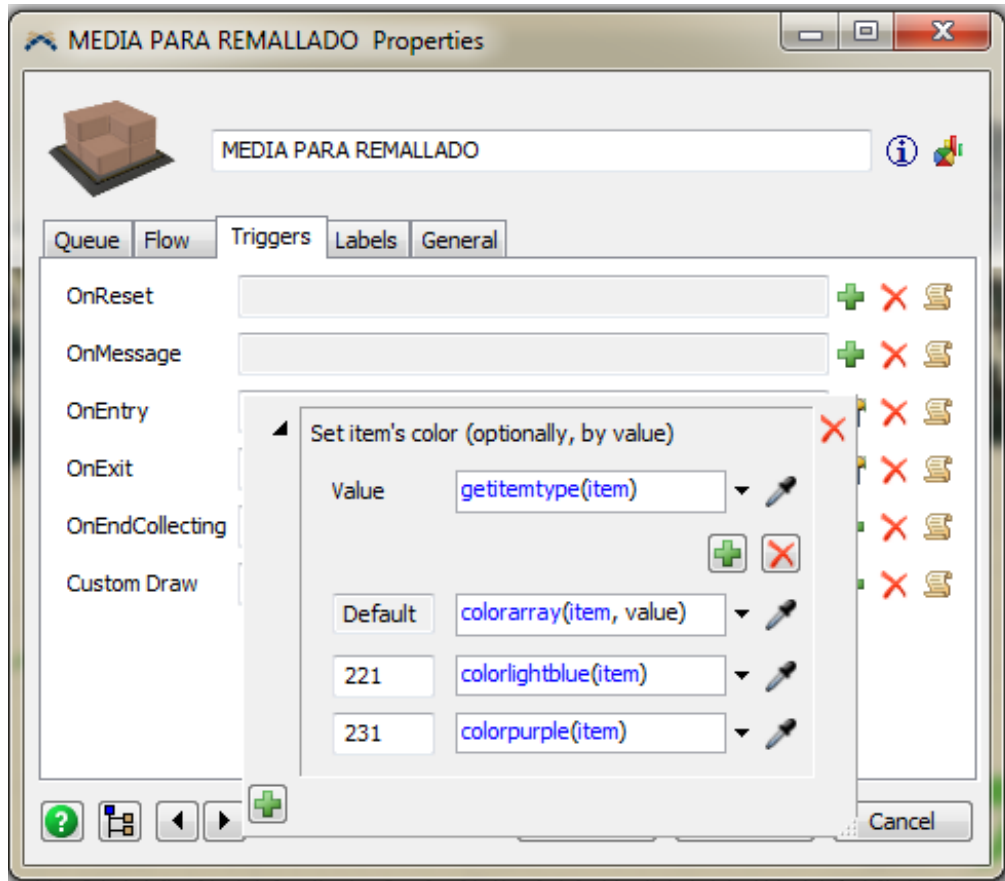 MEDIA PARA REMALLADO Properties
MEDIA PARA REMALLADO
Queue Flow Triggers Labels General
OnReset
OnMessage
OnEntry
OnExit
OnEndCollecting
Custom Draw
Set item's color (optionally, by value)
Value getitemtype(item)
Default colorarray(item, value)
221 colorlightblue(item)
231 colorpurple(item)
Cancel